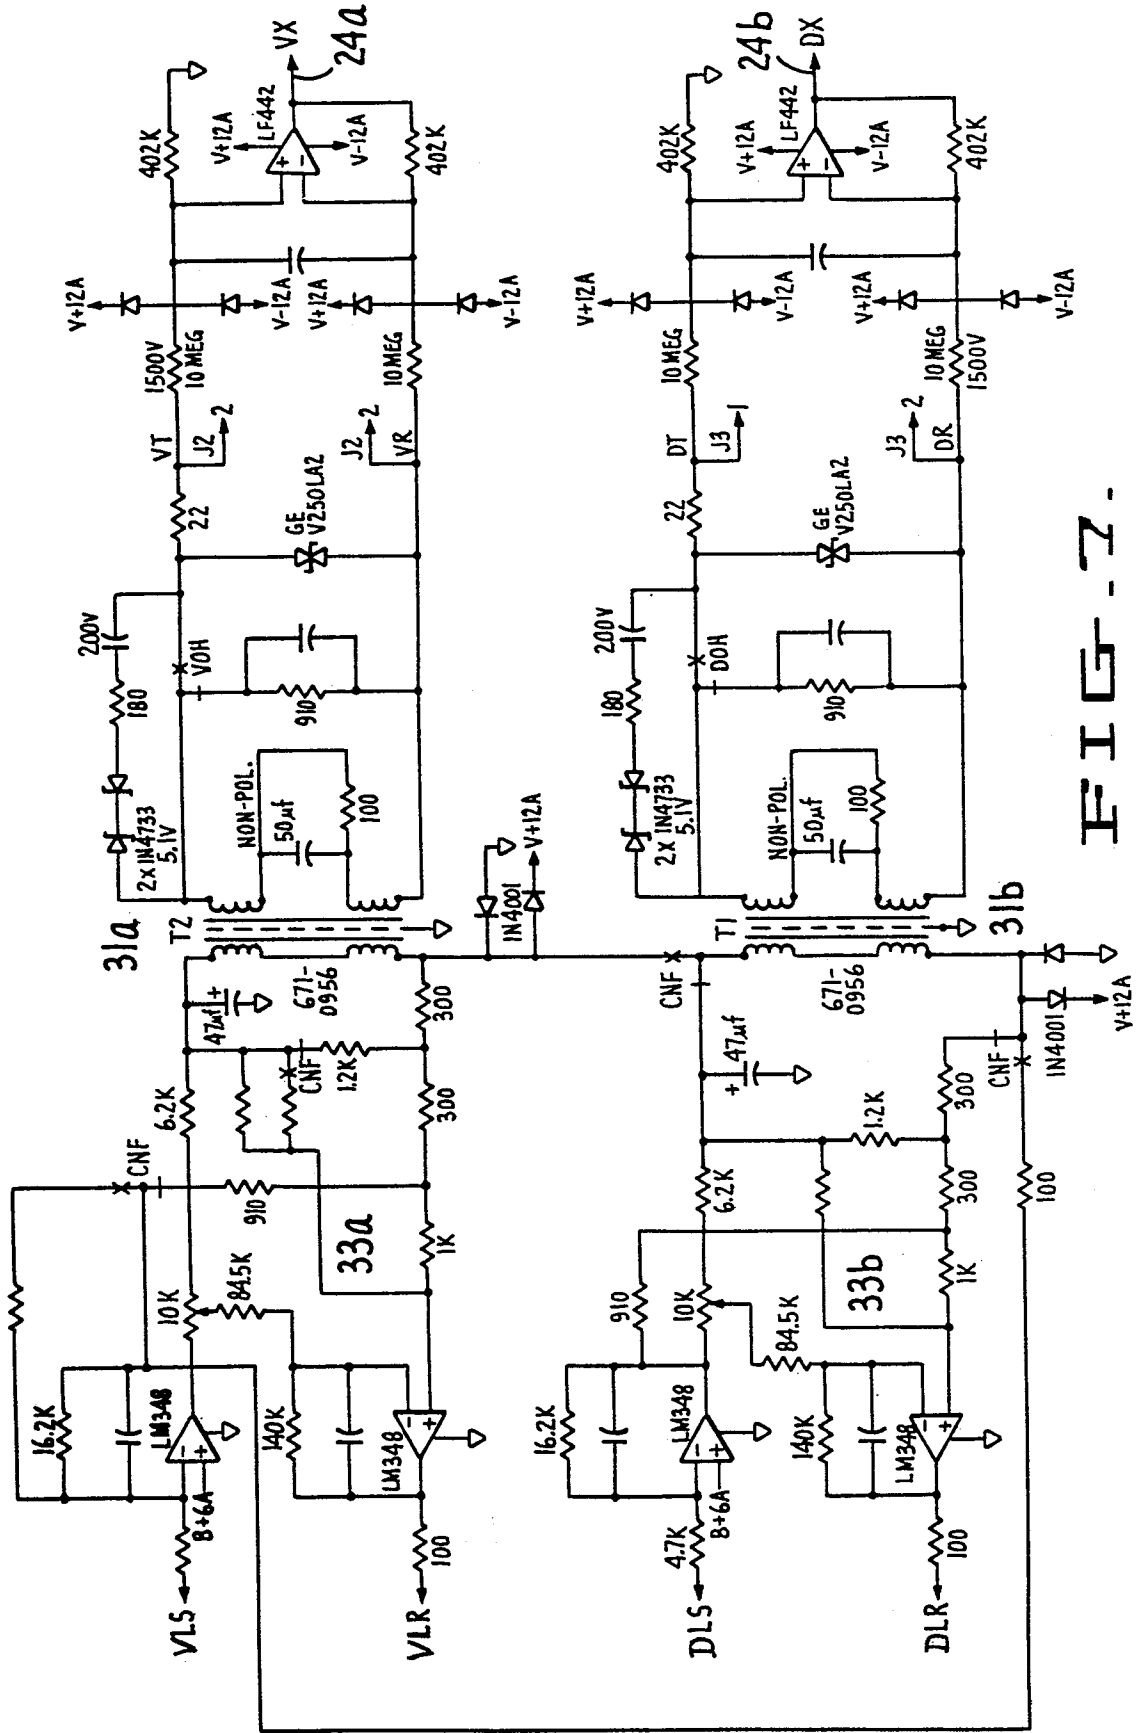 VX
24a
V+12A
LF442
V-12A
402K
402K
V+12A
V-12A
V+12A
V-12A
1500V
10 MEG
10 MEG
VT
J2
2
J2
2
VR
22
GE
V250LA2
200V
180
VOH
910
2x 1N4733
5.1V
NON-POL.
50µf
100
31a
T2
671-
0956
47µf
+
300
1N4001
V+12A
6.2K
CNF
1.2K
300
CNF
910
33a
1K
10K
84.5K
16.2K
LM348
-
+
8+6A
140K
LM348
-
+
100
VLS
VLR
DX
24b
V+12A
LF442
V-12A
402K
402K
V+12A
V-12A
V+12A
V-12A
10 MEG
10 MEG
1500V
DT
J3
1
J3
2
DR
22
GE
V250LA2
200V
180
DOH
910
2x 1N4733
5.1V
NON-POL.
50µf
100
31b
T1
671-
0956
CNF
47µf
+
1N4001
V+12A
CNF
300
1.2K
6.2K
300
100
910
33b
1K
10K
84.5K
16.2K
LM348
-
+
8+6A
140K
LM348
-
+
4.7K
100
DLS
DLR
FIG-7.